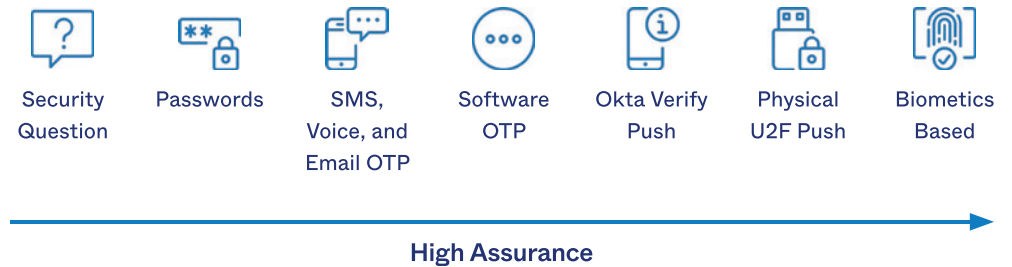 Security
Question
Passwords
SMS,
Voice, and
Email OTP
Software
OTP
Okta Verify
Push
Physical
U2F Push
Biometics
Based
High Assurance